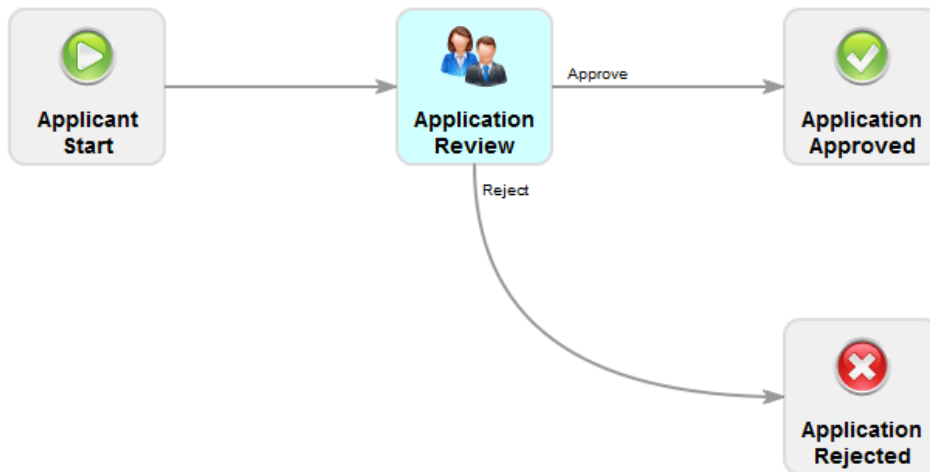 Applicant
Start
Application
Review
Approve
Application
Approved
Reject
Application
Rejected